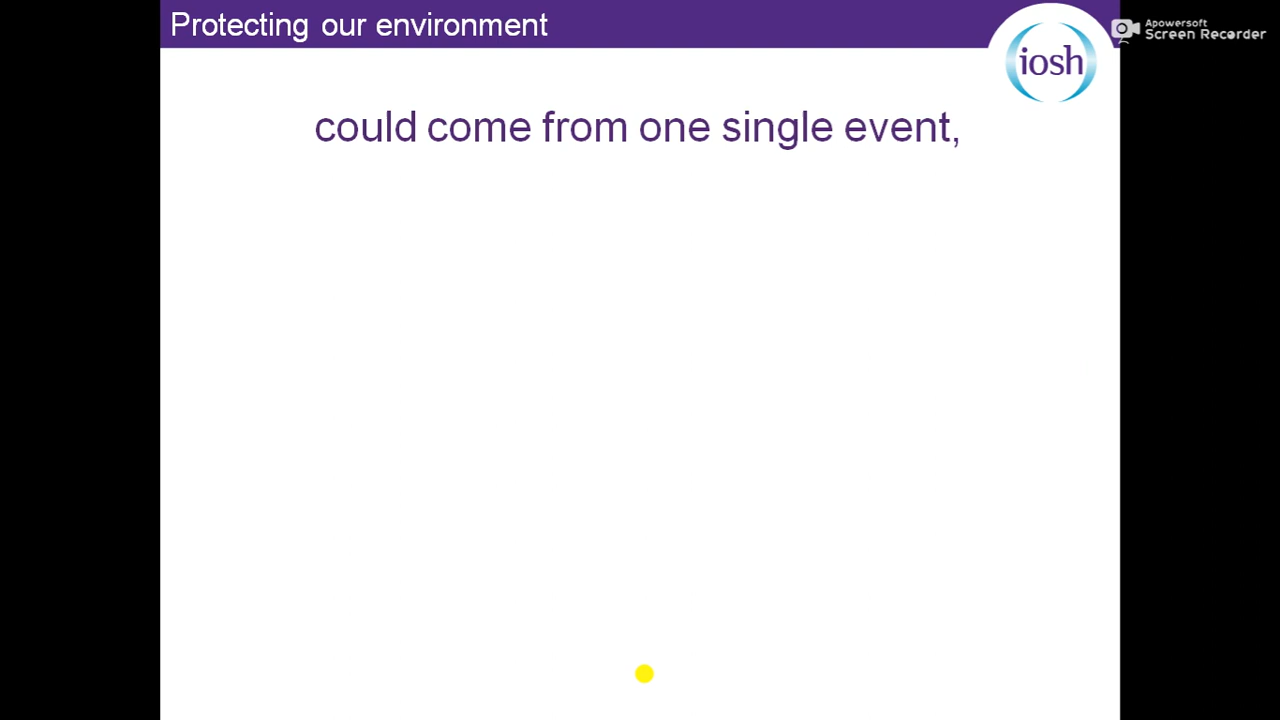 Protecting our environment
iosh
Apowersoft
Screen Recorder
could come from one single event,